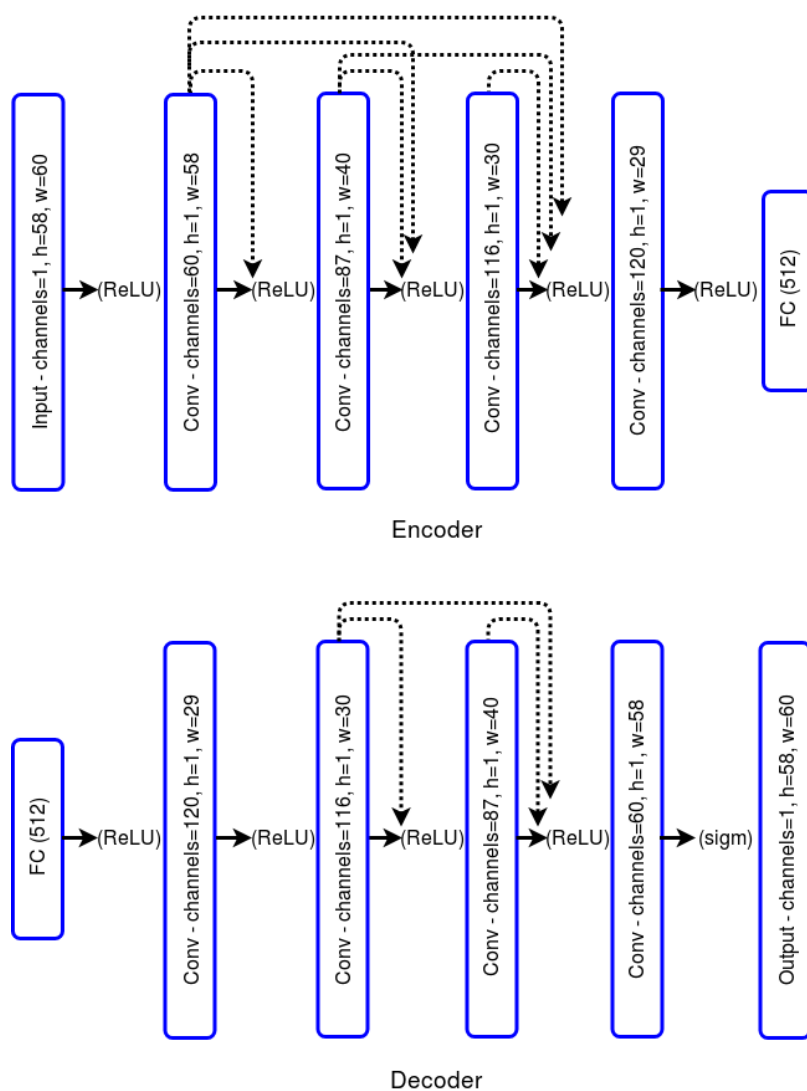 Input - channels=1, h=58, w=60
(ReLU)
Conv - channels=60, h=1, w=58
(ReLU)
Conv - channels=87, h=1, w=40
(ReLU)
Conv - channels=116, h=1, w=30
(ReLU)
Conv - channels=120, h=1, w=29
(ReLU)
FC (512)
Encoder
FC (512)
(ReLU)
Conv - channels=120, h=1, w=29
(ReLU)
Conv - channels=116, h=1, w=30
(ReLU)
Conv - channels=87, h=1, w=40
(ReLU)
Conv - channels=60, h=1, w=58
(sigm)
Output - channels=1, h=58, w=60
Decoder